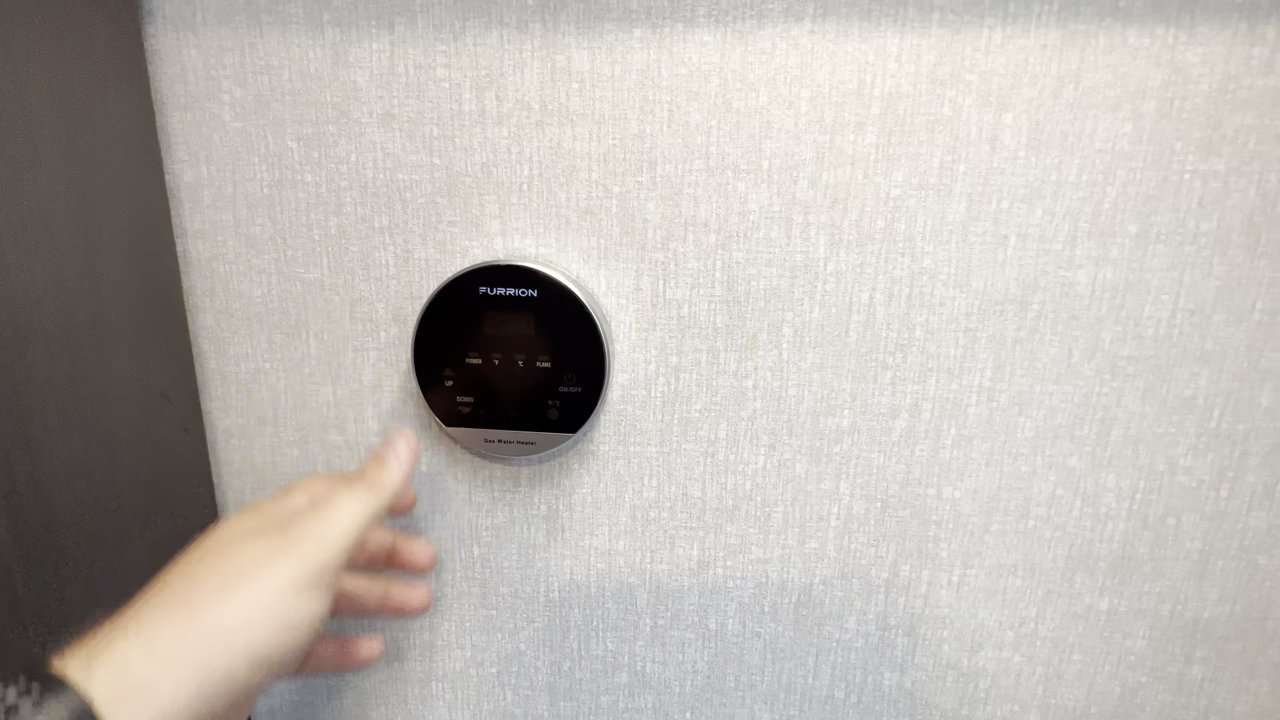 FURRION
POWER °F °C FLAME
UP
ON/OFF
DOWN
°F/°C
Gas Water Heater